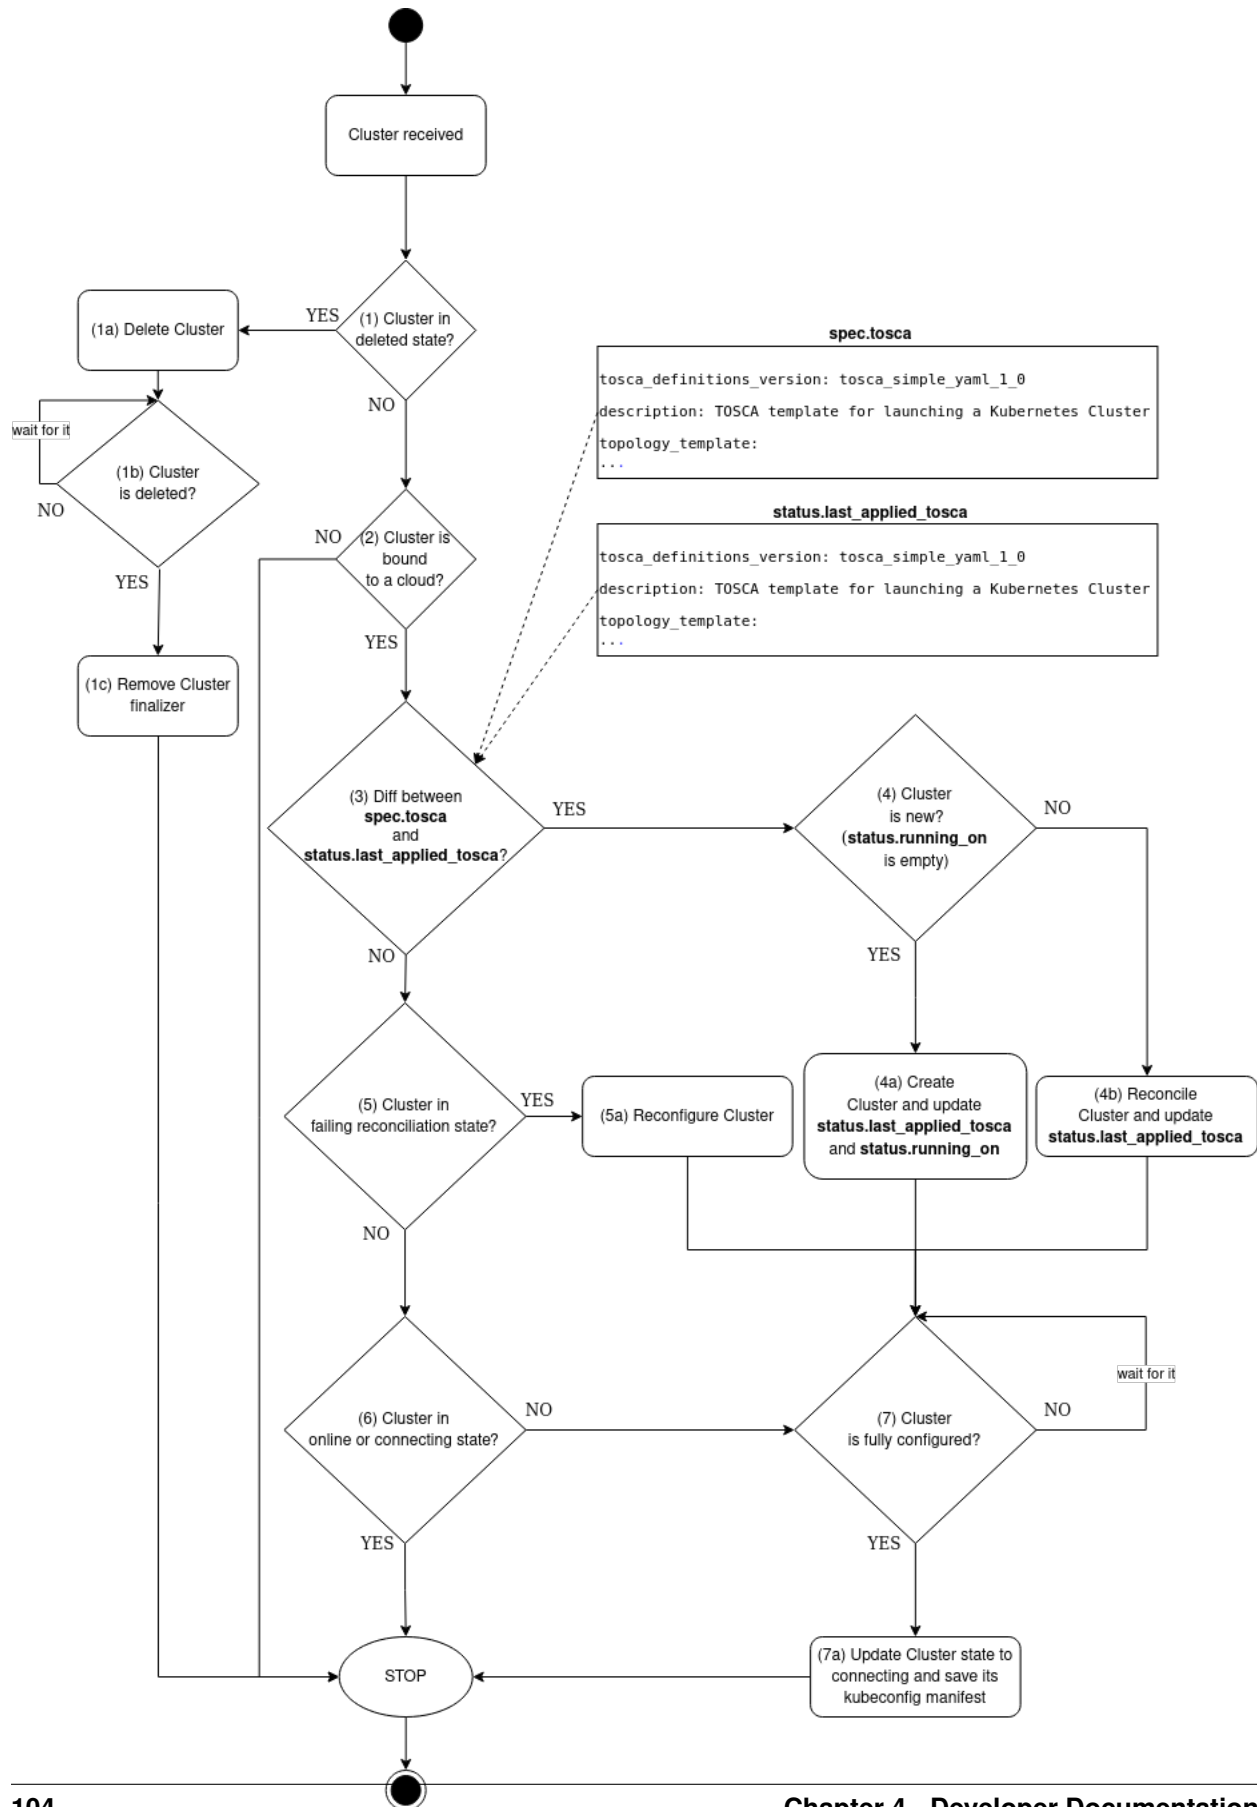 Cluster received
YES
(1) Cluster in
deleted state?
(1a) Delete Cluster
NO
wait for it
(1b) Cluster
is deleted?
NO
YES
(1c) Remove Cluster
finalizer
spec.tosca
tosca_definitions_version: tosca_simple_yaml_1_0
description: TOSCA template for launching a Kubernetes Cluster
topology_template:
...
status.last_applied_tosca
tosca_definitions_version: tosca_simple_yaml_1_0
description: TOSCA template for launching a Kubernetes Cluster
topology_template:
...
NO
(2) Cluster is
bound
to a cloud?
YES
(3) Diff between
spec.tosca
and
status.last_applied_tosca?
YES
NO
(4) Cluster
is new?
(status.running_on
is empty)
NO
YES
(4a) Create
Cluster and update
status.last_applied_tosca
and status.running_on
(4b) Reconcile
Cluster and update
status.last_applied_tosca
(5) Cluster in
failing reconciliation state?
YES
(5a) Reconfigure Cluster
NO
(6) Cluster in
online or connecting state?
NO
YES
(7) Cluster
is fully configured?
NO
wait for it
YES
(7a) Update Cluster state to
connecting and save its
kubeconfig manifest
STOP
104
Chapter 4. Developer Documentation